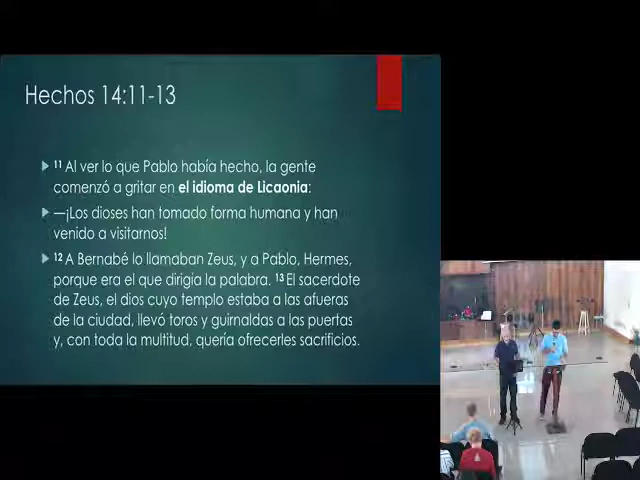 Hechos 14:11-13
¹¹ Al ver lo que Pablo había hecho, la gente
comenzó a gritar en el idioma de Licaonia:
—¡Los dioses han tomado forma humana y han
venido a visitarnos!
¹² A Bernabé lo llamaban Zeus, y a Pablo, Hermes,
porque era el que dirigía la palabra. ¹³ El sacerdote
de Zeus, el dios cuyo templo estaba a las afueras
de la ciudad, llevó toros y guirnaldas a las puertas
y, con toda la multitud, quería ofrecerles sacrificios.